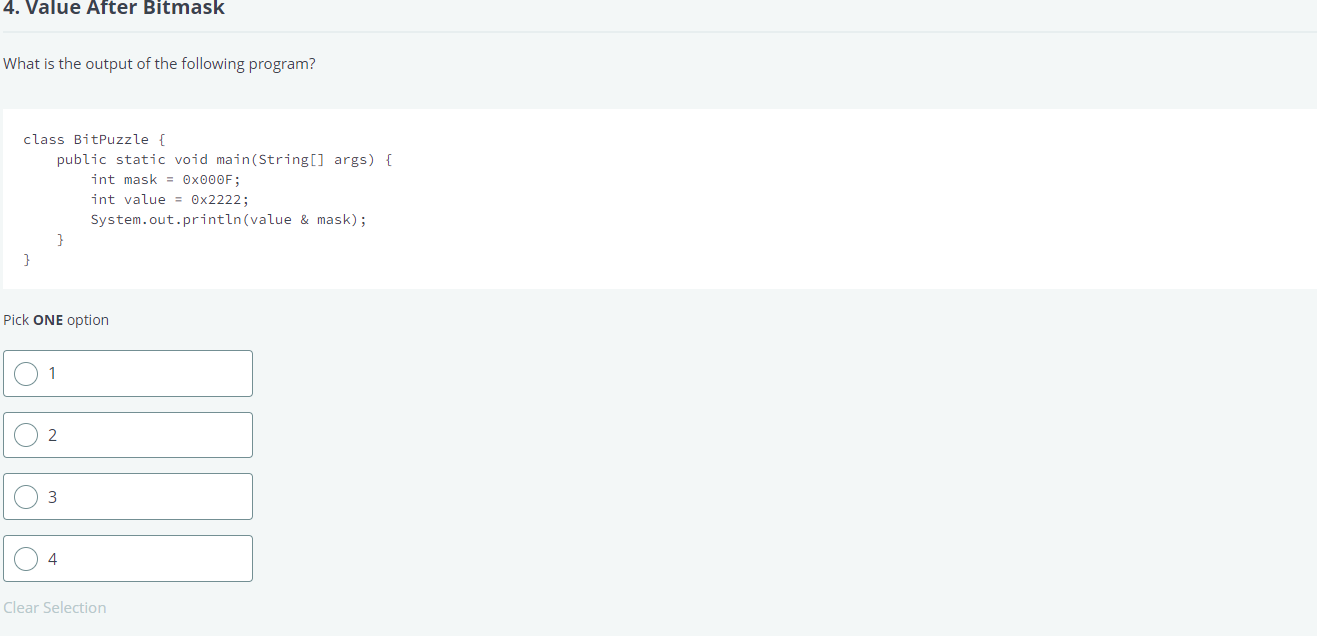 4. Value After Bitmask
What is the output of the following program?
class BitPuzzle {
    public static void main(String[] args) {
        int mask = 0x000F;
        int value = 0x2222;
        System.out.println(value & mask);
    }
}
Pick ONE option
1
2
3
4
Clear Selection